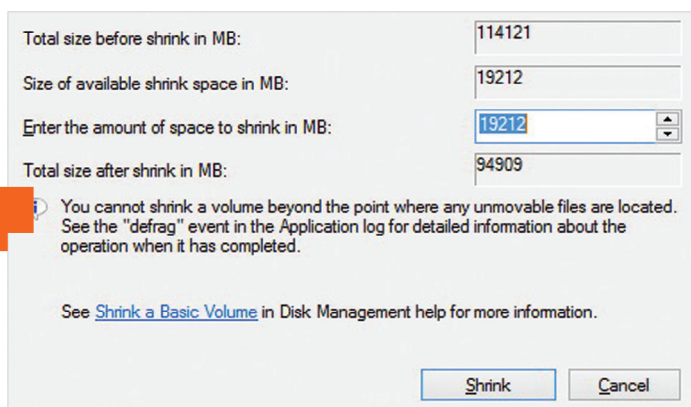 Total size before shrink in MB: 114121
Size of available shrink space in MB: 19212
Enter the amount of space to shrink in MB: 19212
Total size after shrink in MB: 94909
You cannot shrink a volume beyond the point where any unmovable files are located.
See the "defrag" event in the Application log for detailed information about the
operation when it has completed.
See Shrink a Basic Volume in Disk Management help for more information.
Shrink Cancel